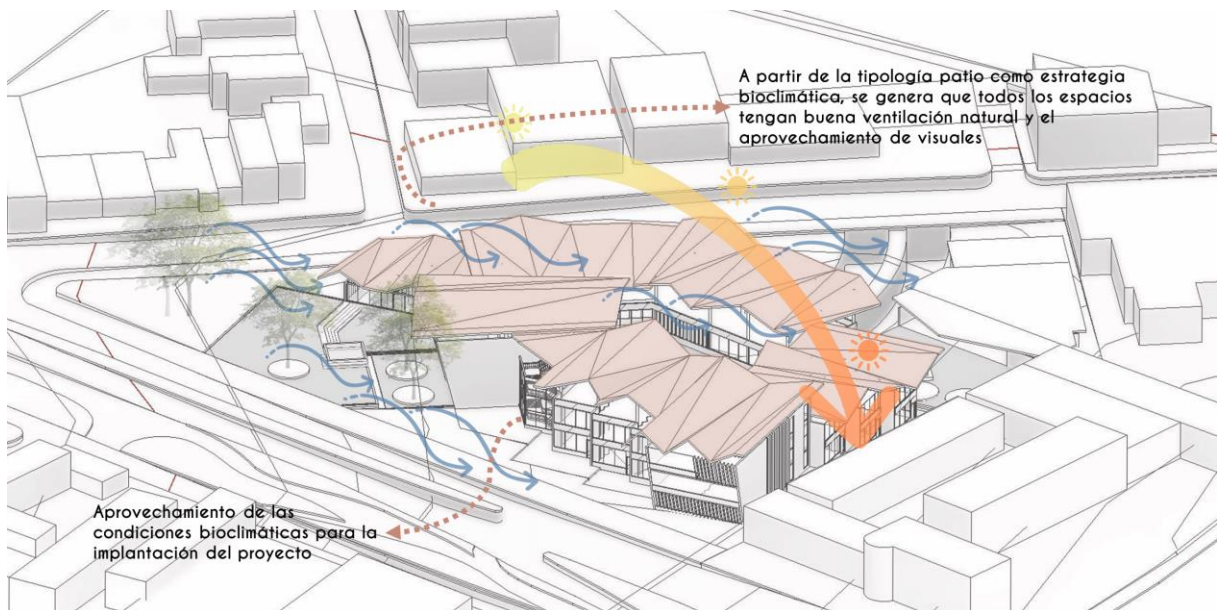 A partir de la tipología patio como estrategia
bioclimática, se genera que todos los espacios
tengan buena ventilación natural y el
aprovechamiento de visuales
Aprovechamiento de las
condiciones bioclimáticas para la
implantación del proyecto